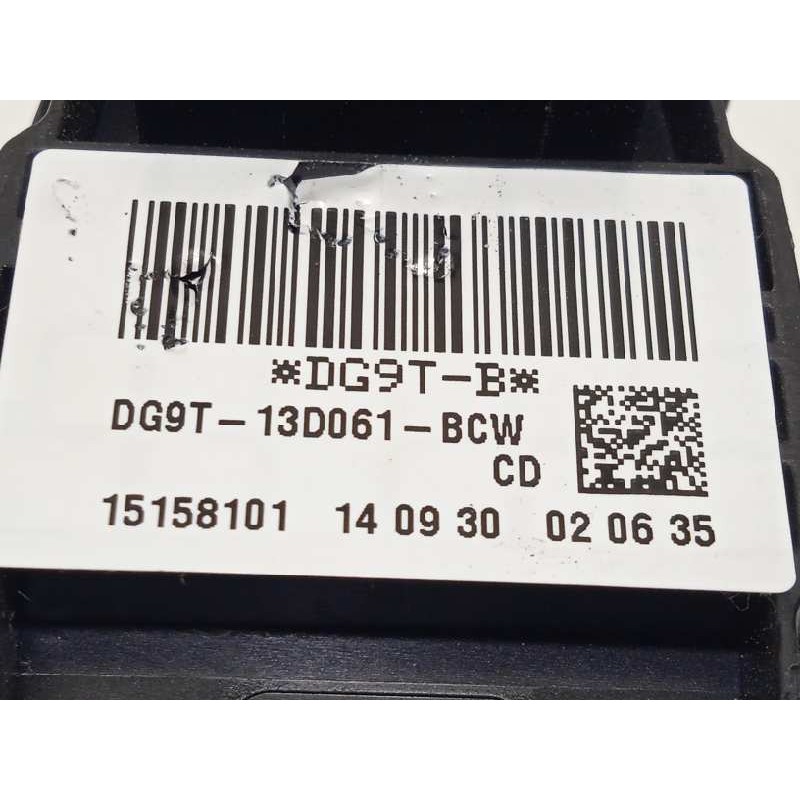 *DG9T-B*
DG9T-13D061-BCW
CD
15158101 14 09 30 02 06 35